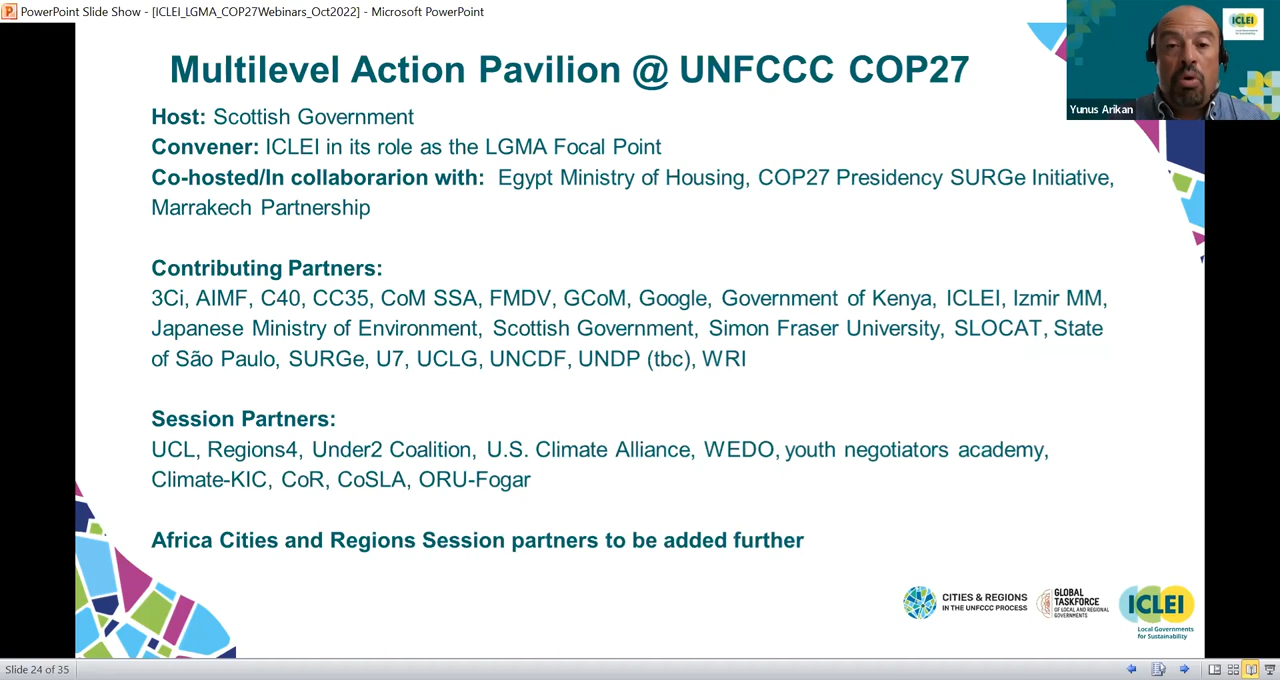 PowerPoint Slide Show - [ICLEI_LGMA_COP27Webinars_Oct2022] - Microsoft PowerPoint
Multilevel Action Pavilion @ UNFCCC COP27
ICLEI
Local Governments
for Sustainability
Yunus Arikan
Host: Scottish Government
Convener: ICLEI in its role as the LGMA Focal Point
Co-hosted/In collaborarion with: Egypt Ministry of Housing, COP27 Presidency SURGe Initiative,
Marrakech Partnership
Contributing Partners:
3Ci, AIMF, C40, CC35, CoM SSA, FMDV, GCoM, Google, Government of Kenya, ICLEI, Izmir MM,
Japanese Ministry of Environment, Scottish Government, Simon Fraser University, SLOCAT, State
of São Paulo, SURGe, U7, UCLG, UNCDF, UNDP (tbc), WRI
Session Partners:
UCL, Regions4, Under2 Coalition, U.S. Climate Alliance, WEDO, youth negotiators academy,
Climate-KIC, CoR, CoSLA, ORU-Fogar
Africa Cities and Regions Session partners to be added further
CITIES & REGIONS
IN THE UNFCCC PROCESS
GLOBAL
TASKFORCE
OF LOCAL AND REGIONAL
GOVERNMENTS
ICLEI
Local Governments
for Sustainability
Slide 24 of 35